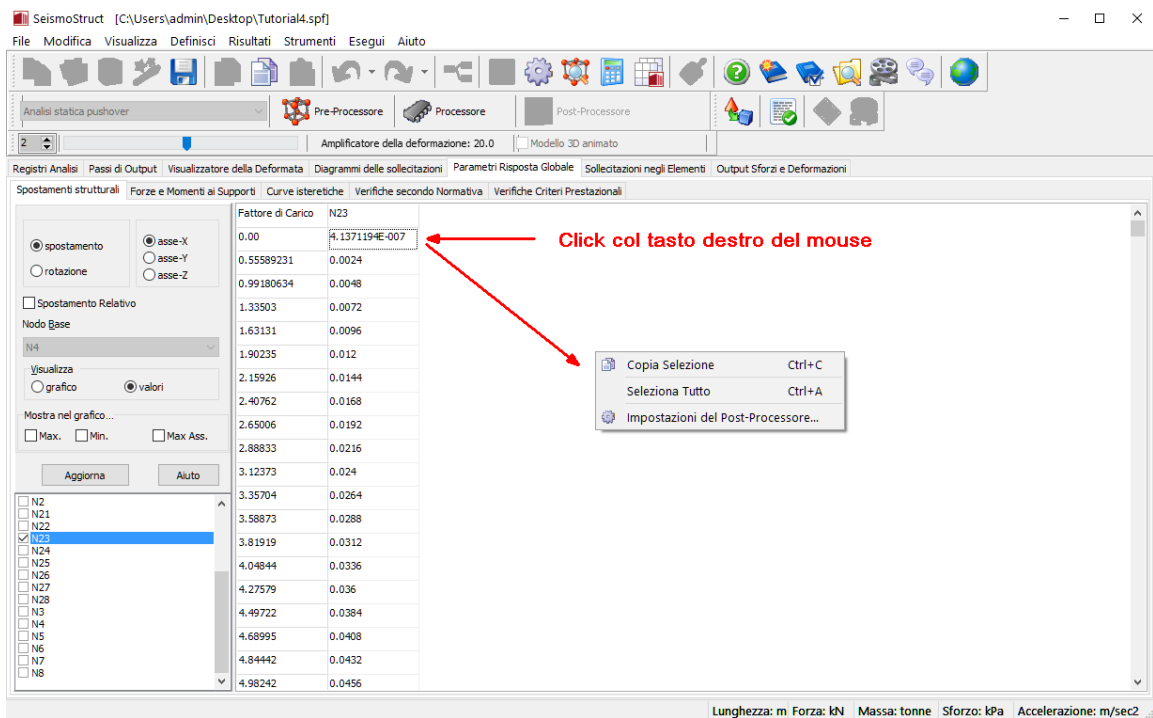 SeismoStruct [C:\Users\admin\Desktop\Tutorial4.spf]
File Modifica Visualizza Definisci Risultati Strumenti Esegui Aiuto
Analisi statica pushover Pre-Processore Processore Post-Processore
2 Amplificatore della deformazione: 20.0 Modello 3D animato
Registri Analisi Passi di Output Visualizzatore della Deformata Diagrammi delle sollecitazioni Parametri Risposta Globale Sollecitazioni negli Elementi Output Sforzi e Deformazioni
Spostamenti strutturali Forze e Momenti ai Supporti Curve isteretiche Verifiche secondo Normativa Verifiche Criteri Prestazionali
spostamento
rotazione
asse-X
asse-Y
asse-Z
Spostamento Relativo
Nodo Base
N4
Visualizza
grafico valori
Mostra nel grafico...
Max. Min. Max Ass.
Aggiorna Aiuto
N2
N21
N22
N23
N24
N25
N26
N27
N28
N3
N4
N5
N6
N7
N8
Fattore di Carico N23
0.00 4.1371194E-007
0.55589231 0.0024
0.99180634 0.0048
1.33503 0.0072
1.63131 0.0096
1.90235 0.012
2.15926 0.0144
2.40762 0.0168
2.65006 0.0192
2.88833 0.0216
3.12373 0.024
3.35704 0.0264
3.58873 0.0288
3.81919 0.0312
4.04844 0.0336
4.27579 0.036
4.49722 0.0384
4.68995 0.0408
4.84442 0.0432
4.98242 0.0456
Click col tasto destro del mouse
Copia Selezione Ctrl+C
Seleziona Tutto Ctrl+A
Impostazioni del Post-Processore...
Lunghezza: m Forza: kN Massa: tonne Sforzo: kPa Accelerazione: m/sec2